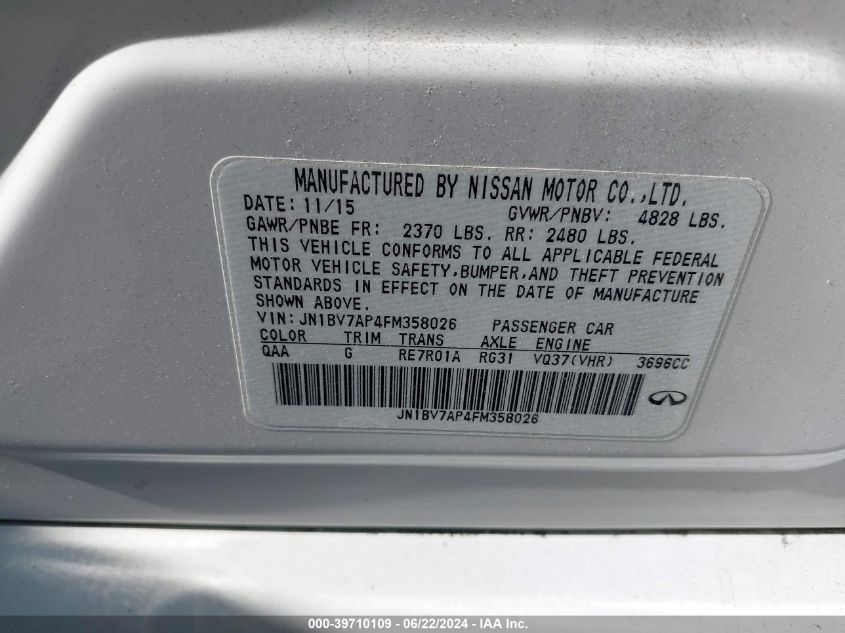 MANUFACTURED BY NISSAN MOTOR CO.,LTD.
DATE: 11/15 GVWR/PNBV: 4828 LBS.
GAWR/PNBE FR: 2370 LBS. RR: 2480 LBS.
THIS VEHICLE CONFORMS TO ALL APPLICABLE FEDERAL
MOTOR VEHICLE SAFETY,BUMPER,AND THEFT PREVENTION
STANDARDS IN EFFECT ON THE DATE OF MANUFACTURE
SHOWN ABOVE.
VIN: JN1BV7AP4FM358026 PASSENGER CAR
COLOR TRIM TRANS AXLE ENGINE
QAA G RE7R01A RG31 VQ37(VHR) 3696CC
JN1BV7AP4FM358026
000-39710109 - 06/22/2024 - IAA Inc.